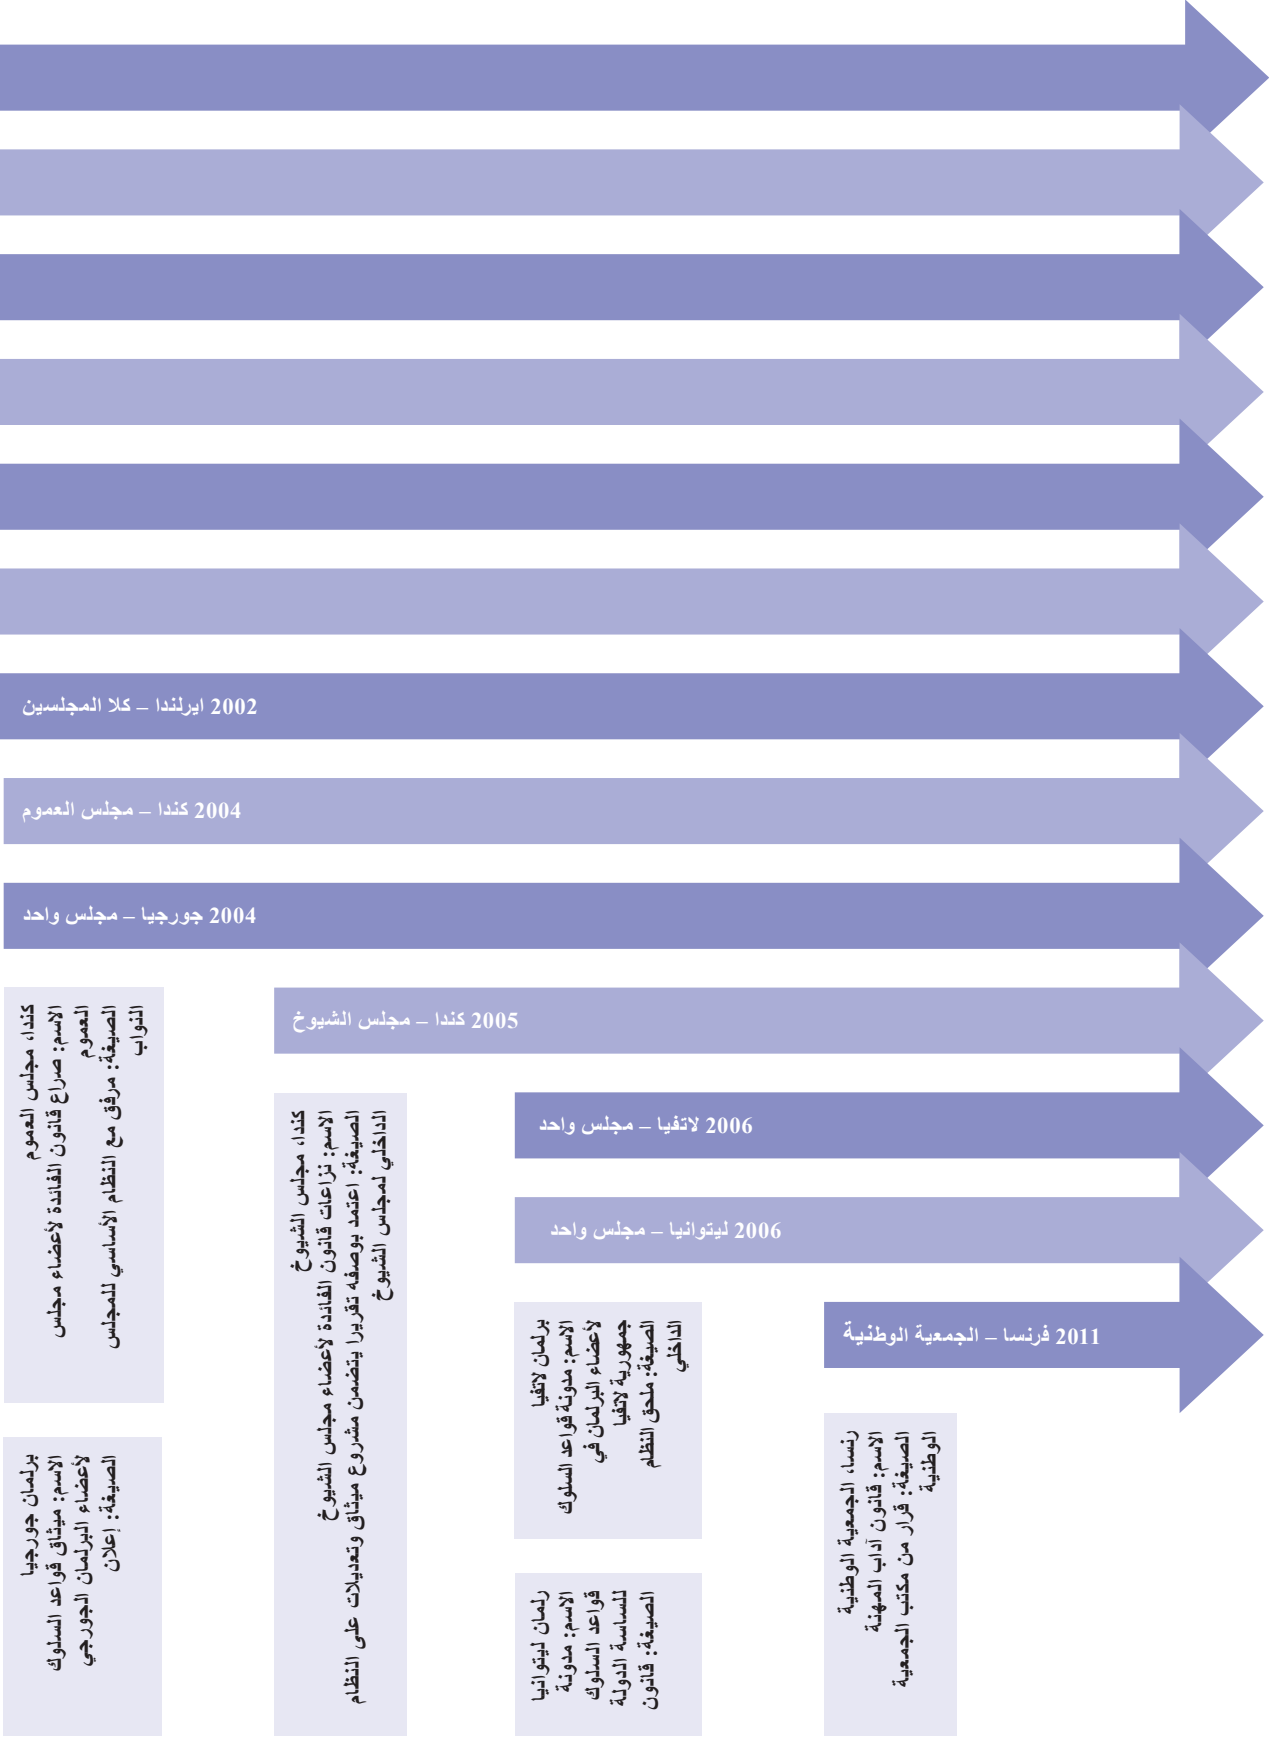 2002 ايرلندا – كلا المجلسين
2004 كندا – مجلس العموم
2004 جورجيا – مجلس واحد
2005 كندا – مجلس الشيوخ
2006 لاتفيا – مجلس واحد
2006 ليتوانيا – مجلس واحد
2011 فرنسا – الجمعية الوطنية
كندا، مجلس العموم
الاسم: صراع قانون الفائدة لأعضاء مجلس
العموم
الصيغة: مرفق مع النظام الأساسي للمجلس
النواب
برلمان جورجيا
الاسم: ميثاق قواعد السلوك
لأعضاء البرلمان الجورجي
الصيغة: إعلان
كندا، مجلس الشيوخ
الاسم: نزاعات قانون الفائدة لأعضاء مجلس الشيوخ
الصيغة: اعتمد بوصفه تقريرا يتضمن مشروع ميثاق وتعديلات على النظام
الداخلي لمجلس الشيوخ
برلمان لاتفيا
الاسم: مدونة قواعد السلوك
لأعضاء البرلمان في
جمهورية لاتفيا
الصيغة: ملحق النظام
الداخلي
رلمان ليتوانيا
الاسم: مدونة
قواعد السلوك
للساسة الدولة
الصيغة: قانون
رنسا، الجمعية الوطنية
الاسم: قانون آداب المهنة
الصيغة: قرار من مكتب الجمعية
الوطنية